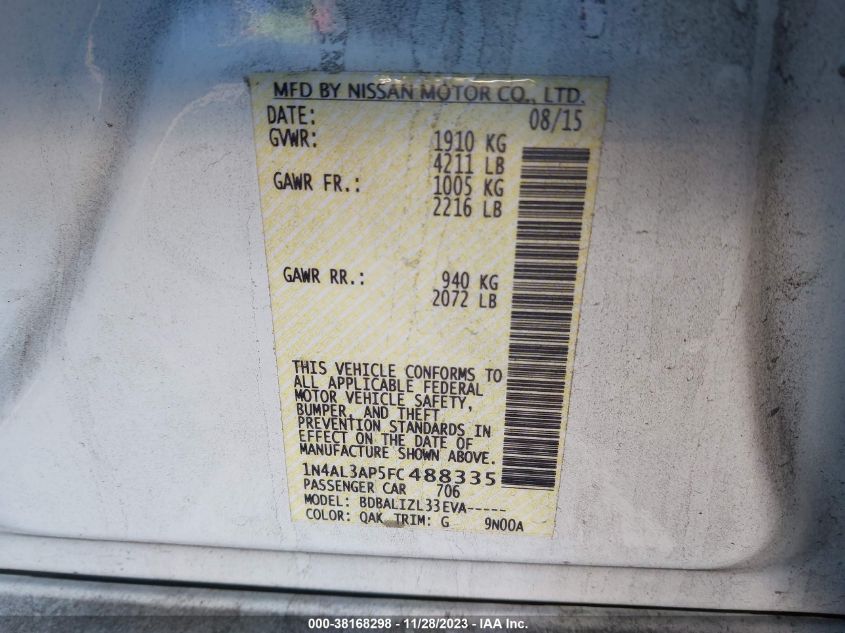 MFD BY NISSAN MOTOR CO., LTD.
DATE: 08/15
GVWR: 1910 KG
4211 LB
GAWR FR.: 1005 KG
2216 LB
GAWR RR.: 940 KG
2072 LB
THIS VEHICLE CONFORMS TO
ALL APPLICABLE FEDERAL
MOTOR VEHICLE SAFETY,
BUMPER, AND THEFT
PREVENTION STANDARDS IN
EFFECT ON THE DATE OF
MANUFACTURE SHOWN ABOVE.
1N4AL3AP5FC488335
PASSENGER CAR 706
MODEL: BDBALIZL33EVA-----
COLOR: QAK TRIM: G 9N00A
000-38168298 - 11/28/2023 - IAA Inc.